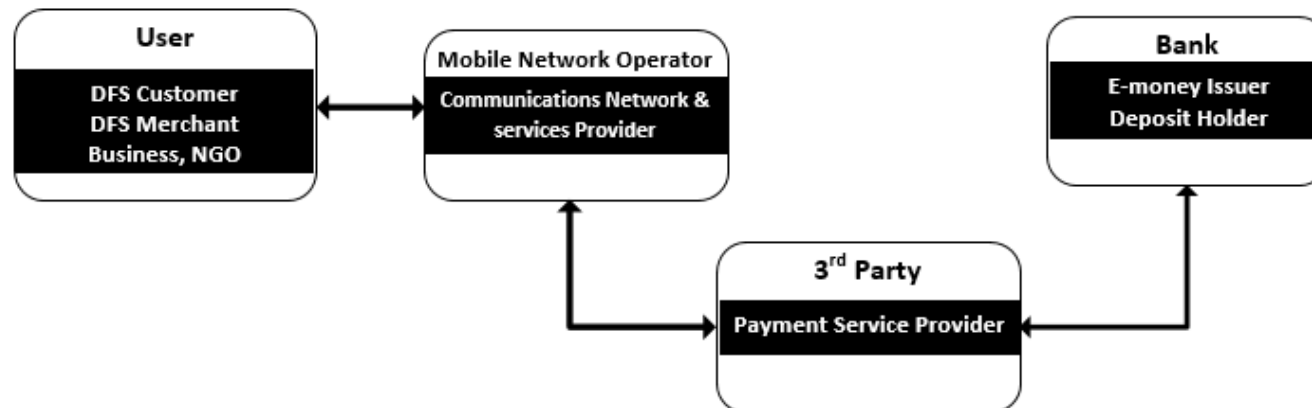 User
DFS Customer
DFS Merchant
Business, NGO
Mobile Network Operator
Communications Network &
services Provider
Bank
E-money Issuer
Deposit Holder
3rd Party
Payment Service Provider